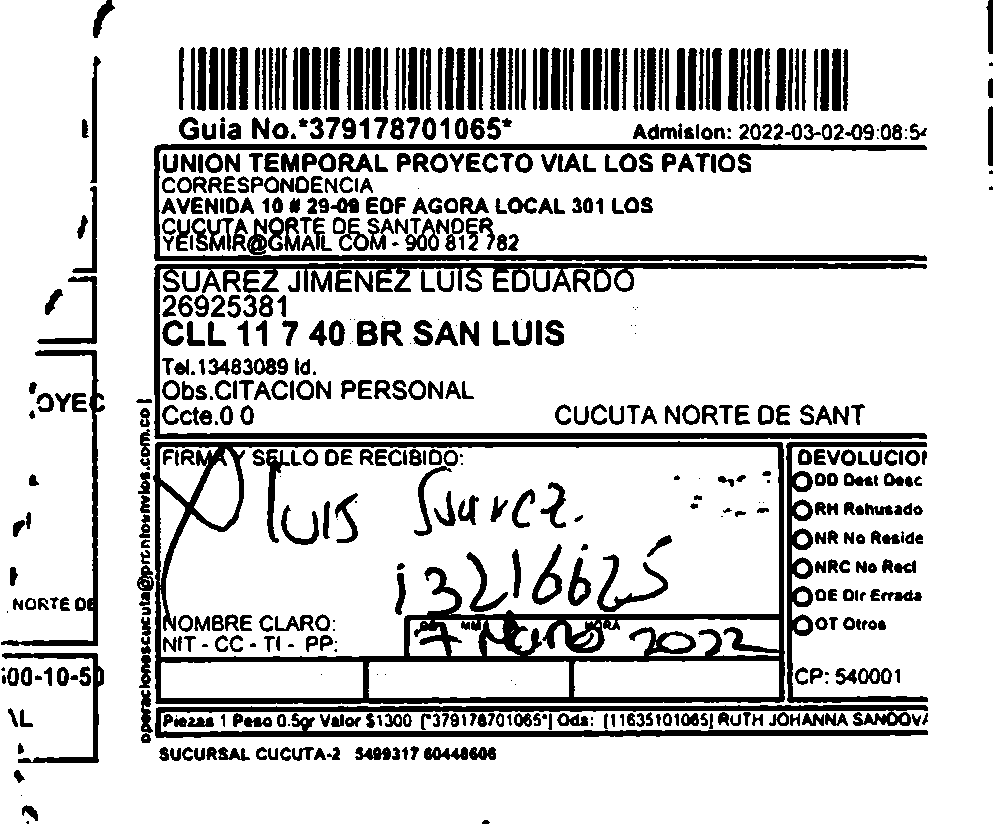 Guia No.*379178701065*
Admision: 2022-03-02-09:08:54
UNION TEMPORAL PROYECTO VIAL LOS PATIOS
CORRESPONDENCIA
AVENIDA 10 # 29-09 EDF AGORA LOCAL 301 LOS
CUCUTA NORTE DE SANTANDER
YEISMIR@GMAIL COM - 900 812 782
SUAREZ JIMENEZ LUIS EDUARDO
26925381
CLL 11 7 40 BR SAN LUIS
Tel.13483089 Id.
Obs.CITACION PERSONAL
Ccte.0 0
CUCUTA NORTE DE SANT
OYEC
FIRMA Y SELLO DE RECIBIDO:
Luis Suarez.
13216625
NOMBRE CLARO:
NIT - CC - TI - PP:
HORA
7 Marzo 2022
DEVOLUCION
DD Dest Desc
RH Rehusado
NR No Reside
NRC No Recl
DE Dir Errada
OT Otros
CP: 540001
NORTE DE
500-10-50
AL
Piezas 1 Peso 0.5gr Valor $1300 [*379178701065*] Ods: [11635101065] RUTH JOHANNA SANDOVA
SUCURSAL CUCUTA-2 5499317 60448606